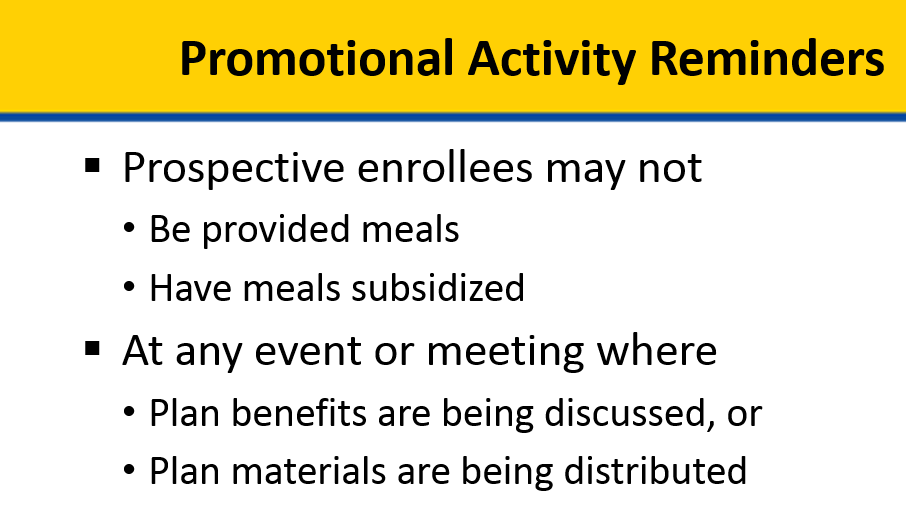 Promotional Activity Reminders
▪ Prospective enrollees may not
• Be provided meals
• Have meals subsidized
▪ At any event or meeting where
• Plan benefits are being discussed, or
• Plan materials are being distributed